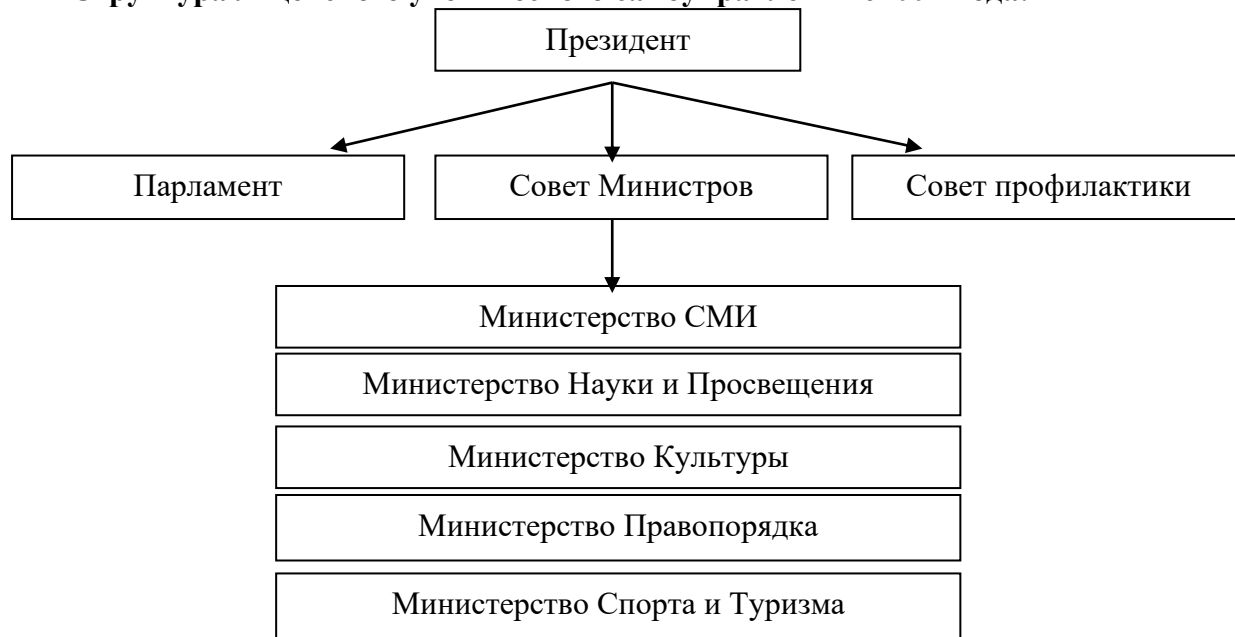 Президент
Парламент
Совет Министров
Совет профилактики
Министерство СМИ
Министерство Науки и Просвещения
Министерство Культуры
Министерство Правопорядка
Министерство Спорта и Туризма